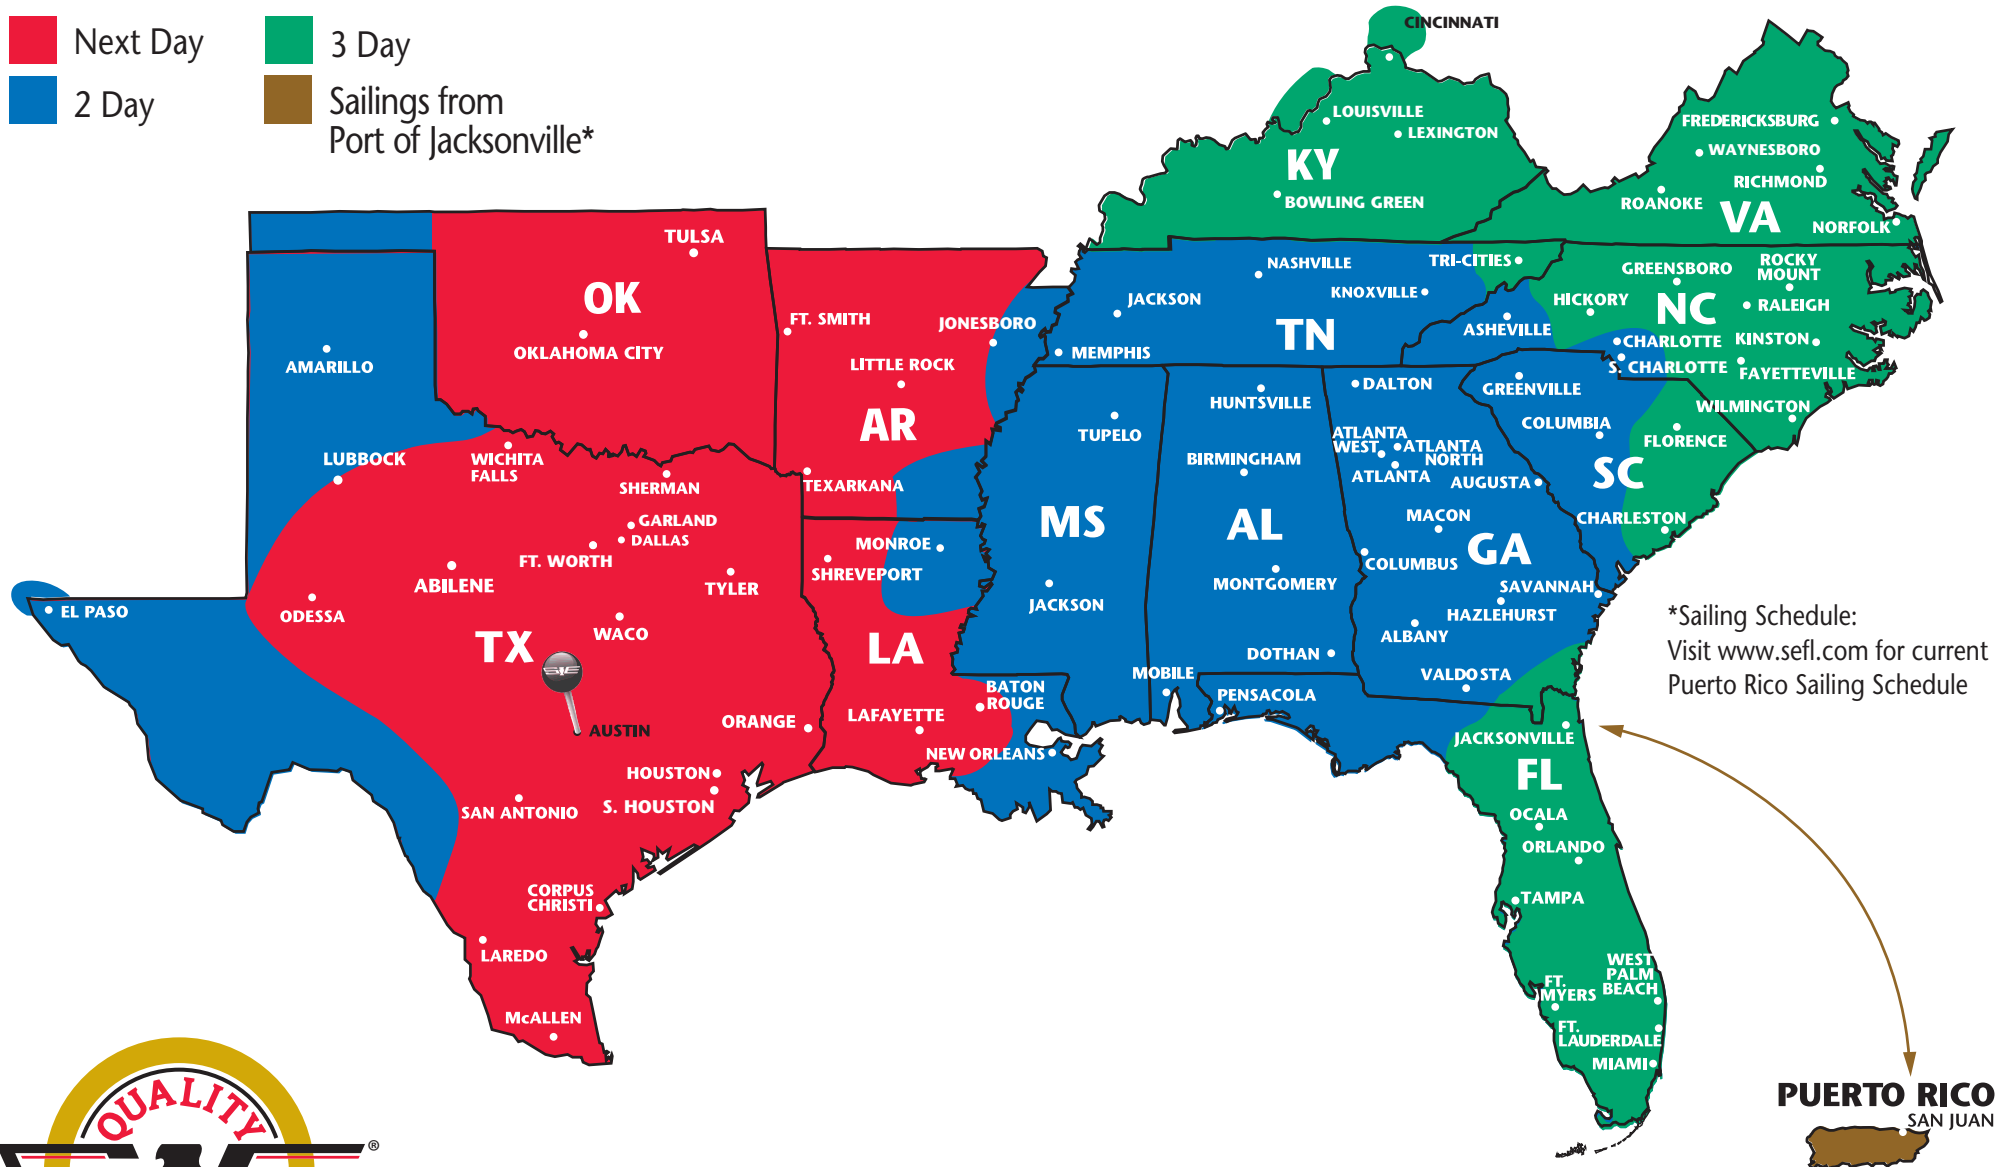 Next Day
3 Day
2 Day
Sailings from
Port of Jacksonville*
CINCINNATI
LOUISVILLE
LEXINGTON
KY
BOWLING GREEN
FREDERICKSBURG
WAYNESBORO
RICHMOND
ROANOKE
VA
NORFOLK
TULSA
OK
OKLAHOMA CITY
AMARILLO
FT. SMITH
JONESBORO
LITTLE ROCK
AR
TEXARKANA
NASHVILLE
TRI-CITIES
KNOXVILLE
JACKSON
TN
MEMPHIS
ASHEVILLE
GREENSBORO
ROCKY
MOUNT
HICKORY
NC
RALEIGH
CHARLOTTE
KINSTON
S. CHARLOTTE
FAYETTEVILLE
WILMINGTON
GREENVILLE
COLUMBIA
FLORENCE
SC
CHARLESTON
LUBBOCK
WICHITA
FALLS
SHERMAN
GARLAND
DALLAS
FT. WORTH
ABILENE
TYLER
ODESSA
WACO
EL PASO
TX
AUSTIN
ORANGE
HOUSTON
S. HOUSTON
SAN ANTONIO
CORPUS
CHRISTI
LAREDO
McALLEN
MONROE
SHREVEPORT
LA
BATON
ROUGE
LAFAYETTE
NEW ORLEANS
TUPELO
MS
JACKSON
HUNTSVILLE
BIRMINGHAM
AL
MONTGOMERY
DOTHAN
MOBILE
PENSACOLA
DALTON
ATLANTA
WEST
ATLANTA
NORTH
ATLANTA
AUGUSTA
MACON
GA
COLUMBUS
SAVANNAH
HAZLEHURST
ALBANY
VALDOSTA
JACKSONVILLE
FL
OCALA
ORLANDO
TAMPA
WEST
PALM
BEACH
FT.
MYERS
FT.
LAUDERDALE
MIAMI
*Sailing Schedule:
Visit www.sefl.com for current
Puerto Rico Sailing Schedule
PUERTO RICO
SAN JUAN
QUALITY
®